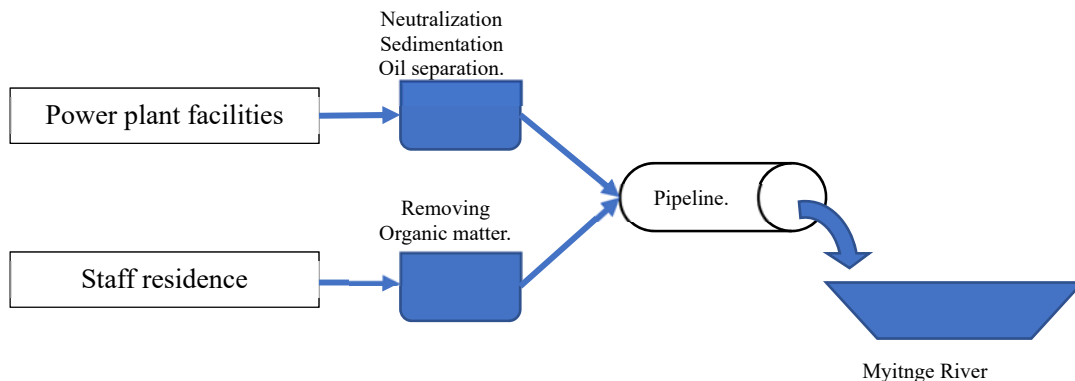 Neutralization
Sedimentation
Oil separation.
Power plant facilities
Pipeline.
Removing
Organic matter.
Staff residence
Myitnge River